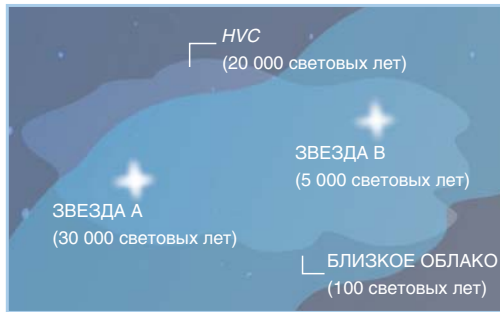 HVC
(20 000 световых лет)
ЗВЕЗДА В
(5 000 световых лет)
ЗВЕЗДА А
(30 000 световых лет)
БЛИЗКОЕ ОБЛАКО
(100 световых лет)